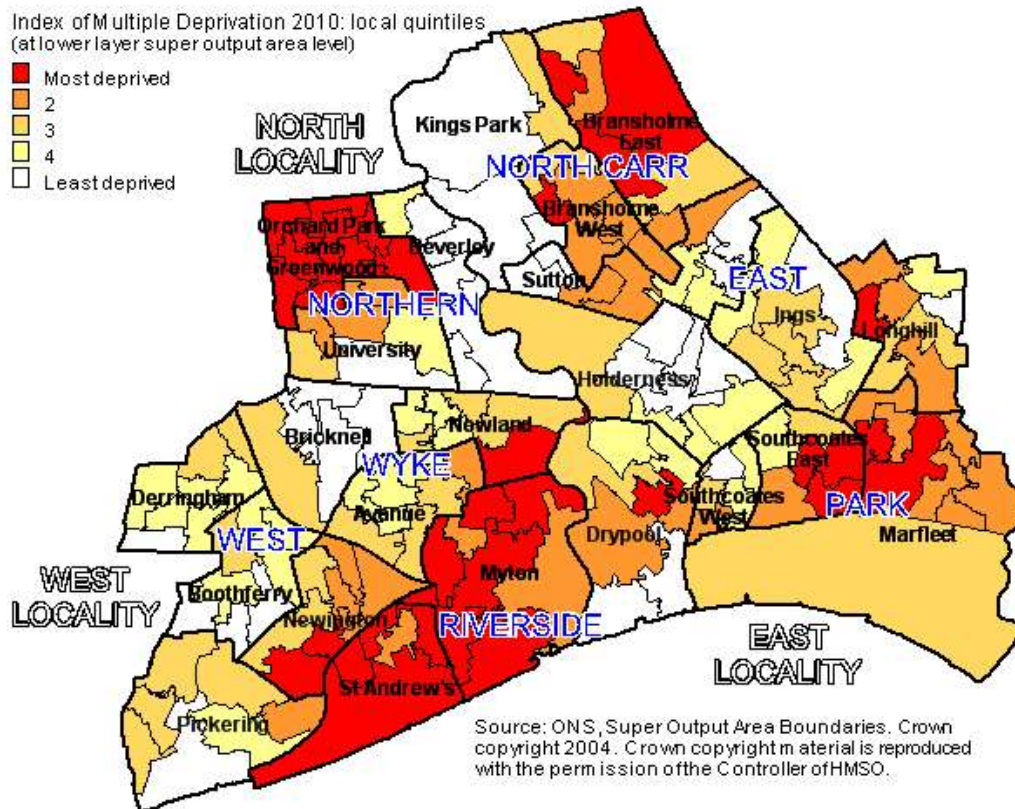 Index of Multiple Deprivation 2010: local quintiles
(at lower layer super output area level)
Most deprived
2
3
4
Least deprived
NORTH
LOCALITY
Kings Park
Bransholme
East
NORTH CARR
Bransholme
West
Orchard Park
and
Greenwood
Beverley
Sutton
EAST
NORTHERN
Ings
Longhill
University
Holderness
Bricknell
Newland
Southcoates
East
WYKE
Derringham
Avenue
Southcoates
West
PARK
WEST
Drypool
Marfleet
WEST
LOCALITY
Boothferry
Myton
Newington
RIVERSIDE
EAST
LOCALITY
St Andrew's
Pickering
Source: ONS, Super Output Area Boundaries. Crown
copyright 2004. Crown copyright material is reproduced
with the permission of the Controller of HMSO.